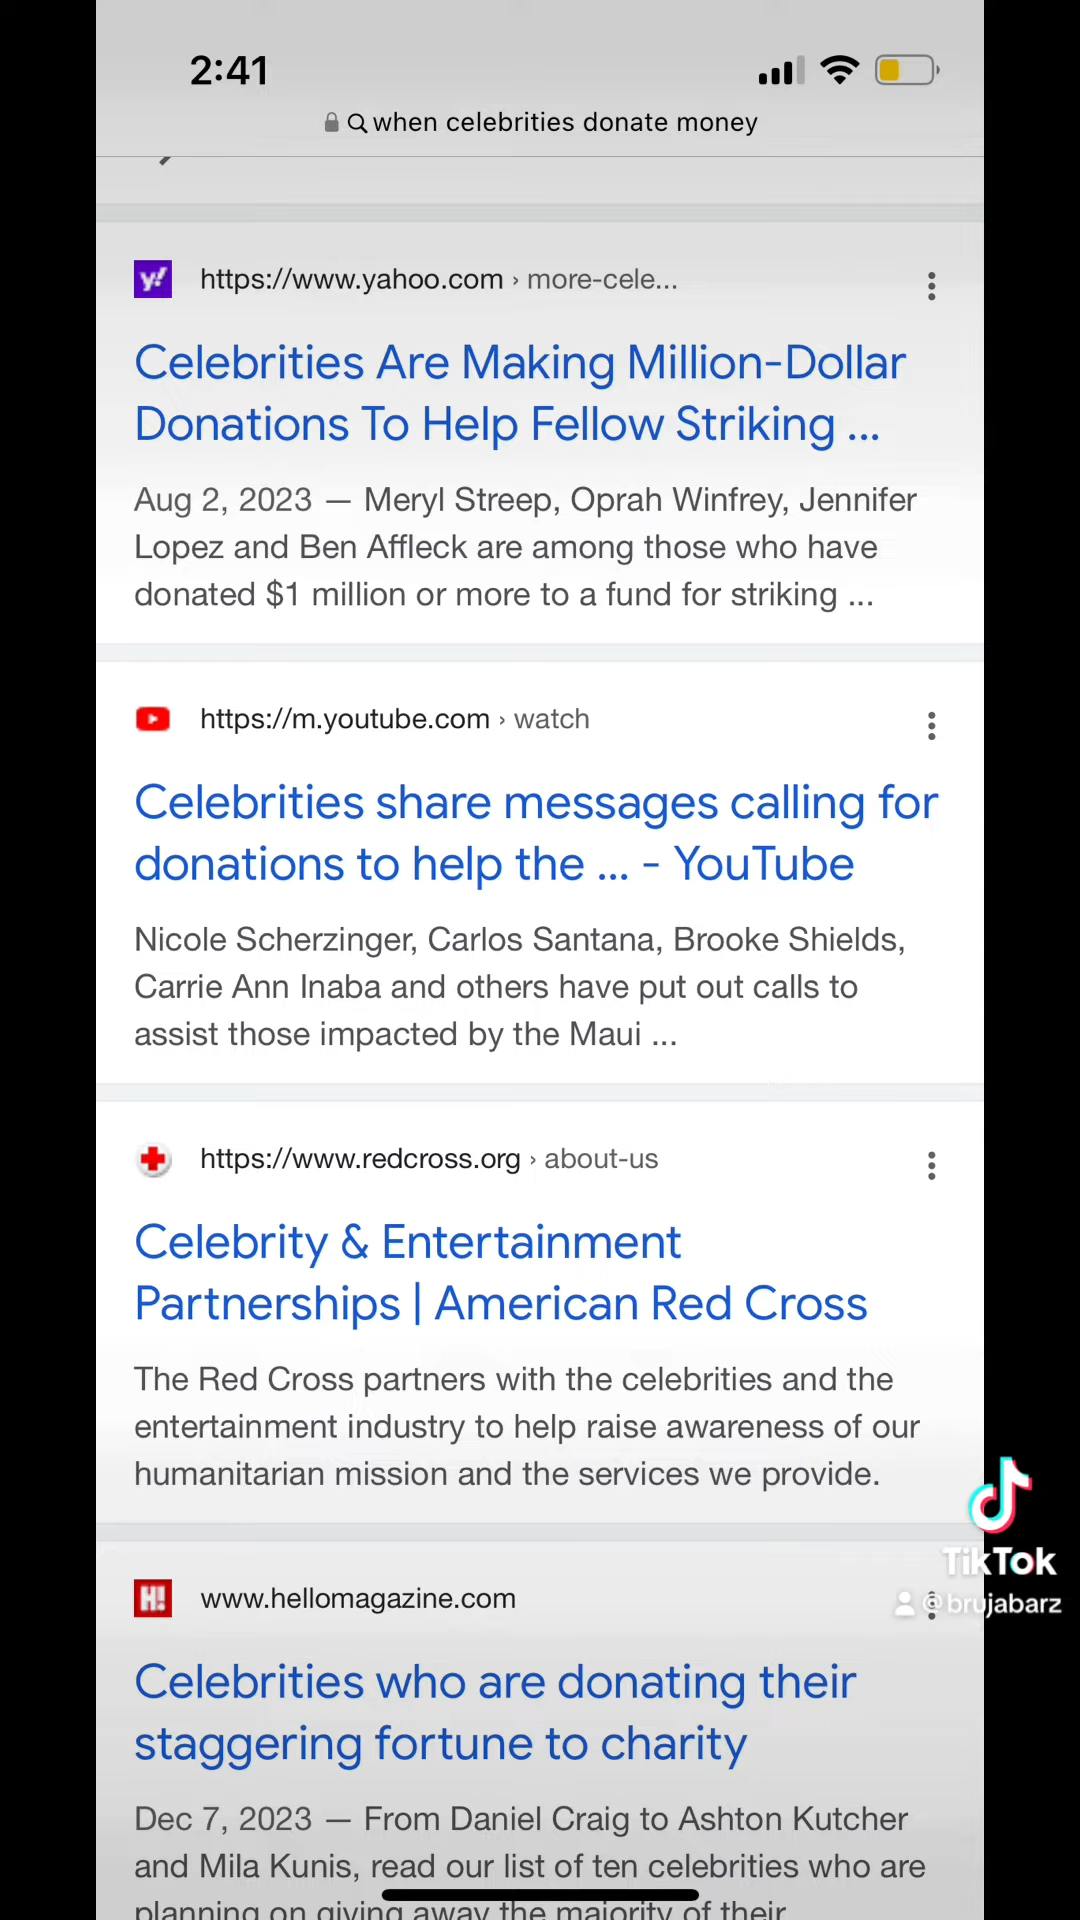 2:41
when celebrities donate money
y!
https://www.yahoo.com › more-cele...
Celebrities Are Making Million-Dollar
Donations To Help Fellow Striking ...
Aug 2, 2023 — Meryl Streep, Oprah Winfrey, Jennifer
Lopez and Ben Affleck are among those who have
donated $1 million or more to a fund for striking ...
https://m.youtube.com › watch
Celebrities share messages calling for
donations to help the ... - YouTube
Nicole Scherzinger, Carlos Santana, Brooke Shields,
Carrie Ann Inaba and others have put out calls to
assist those impacted by the Maui ...
https://www.redcross.org › about-us
Celebrity & Entertainment
Partnerships | American Red Cross
The Red Cross partners with the celebrities and the
entertainment industry to help raise awareness of our
humanitarian mission and the services we provide.
TikTok
@brujabarz
H!
www.hellomagazine.com
Celebrities who are donating their
staggering fortune to charity
Dec 7, 2023 — From Daniel Craig to Ashton Kutcher
and Mila Kunis, read our list of ten celebrities who are
planning on giving away the majority of their